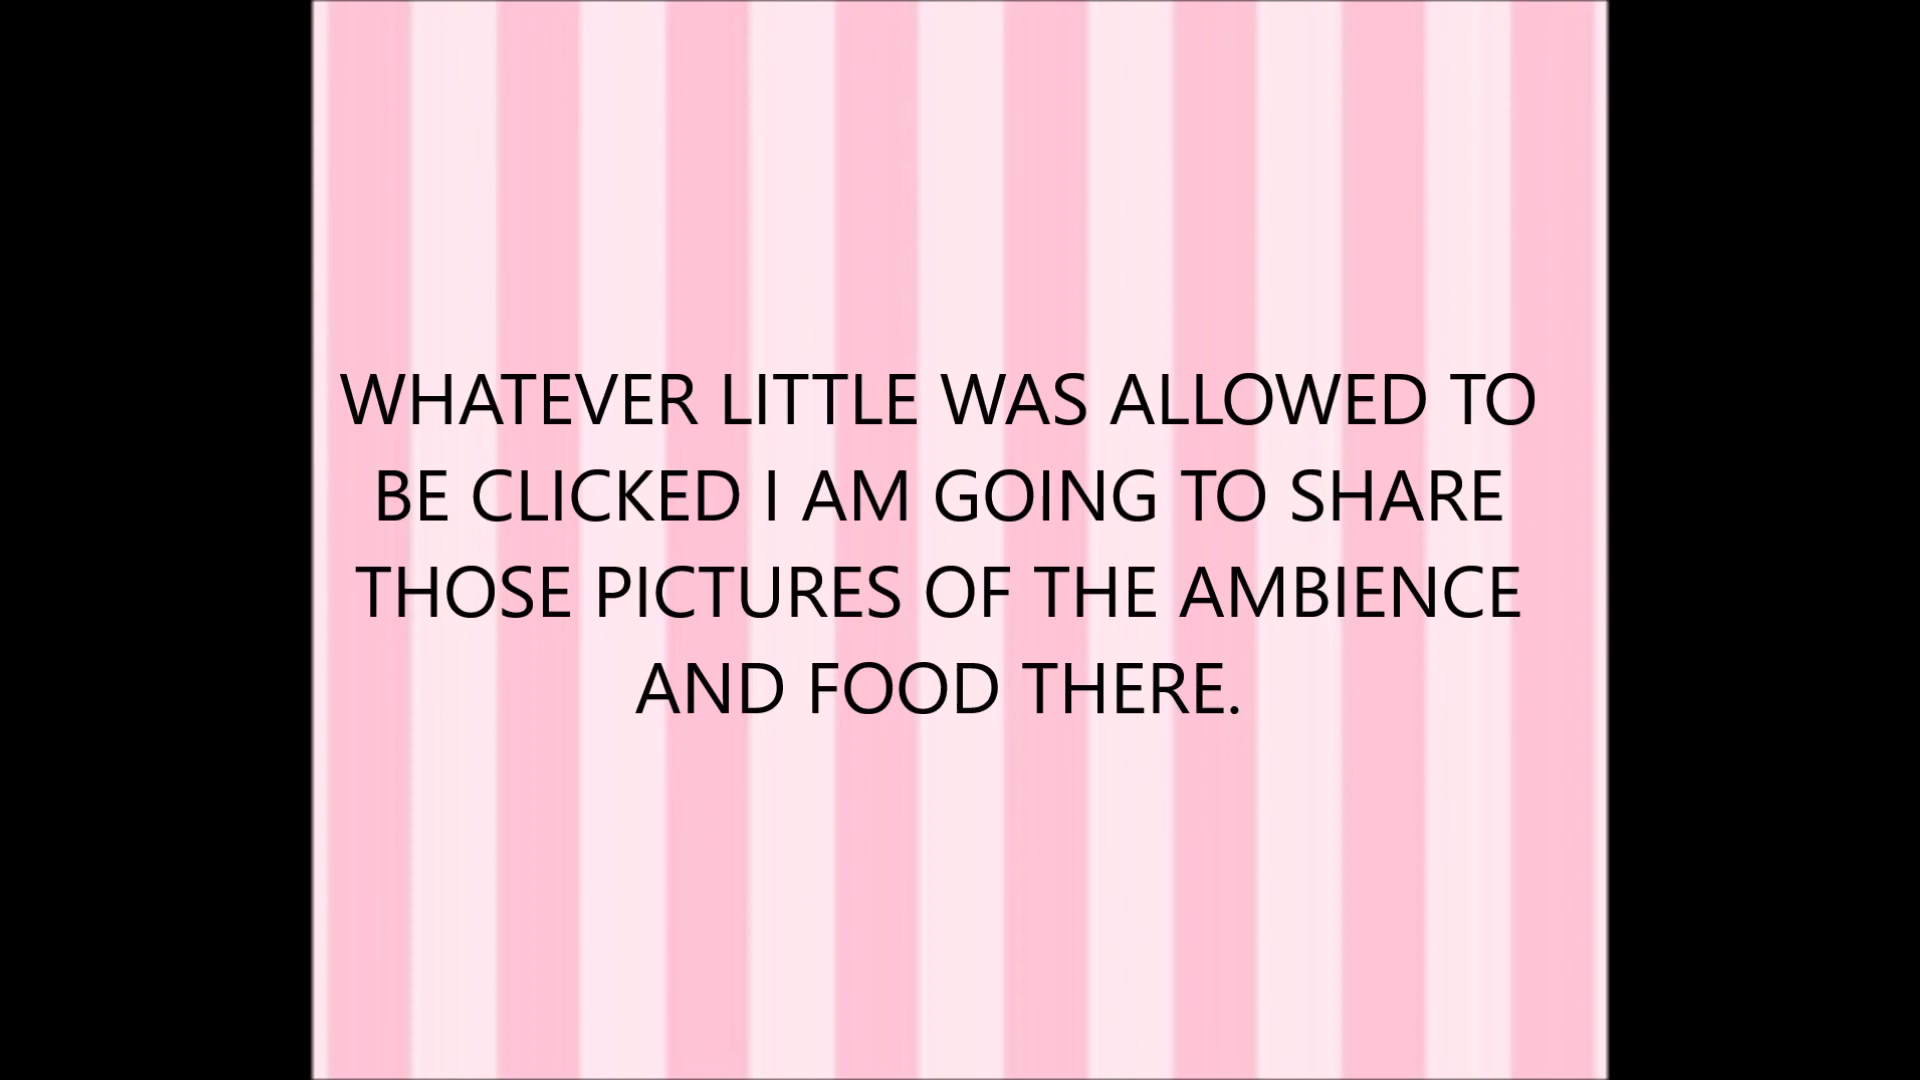 WHATEVER LITTLE WAS ALLOWED TO
BE CLICKED I AM GOING TO SHARE
THOSE PICTURES OF THE AMBIENCE
AND FOOD THERE.